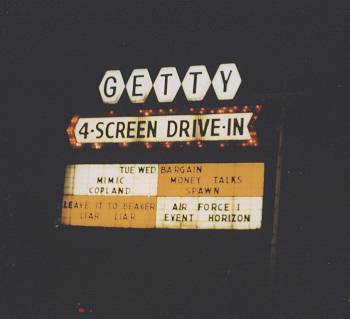 GETTY
4-SCREEN DRIVE-IN
TUE WED BARGAIN
MIMIC
COPLAND
MONEY TALKS
SPAWN
LEAVE IT TO BEAVER
LIAR LIAR
AIR FORCE 1
EVENT HORIZON